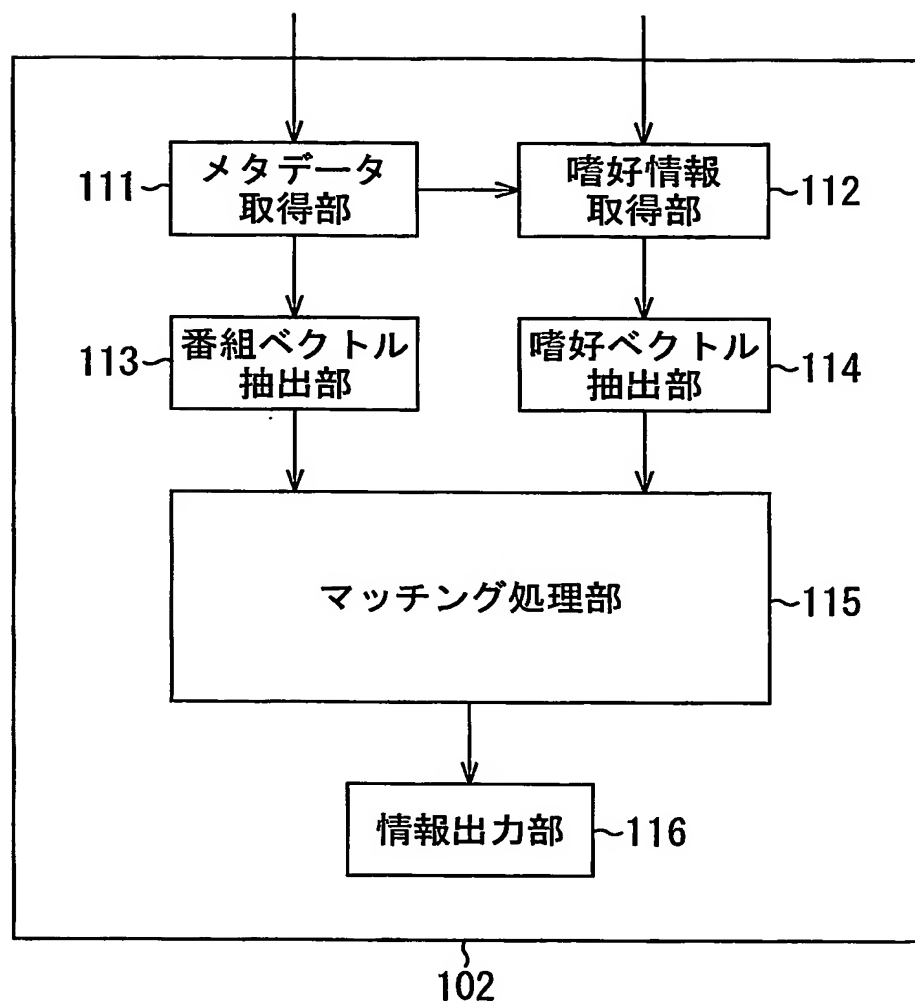 111
メタデータ
取得部
嗜好情報
取得部
112
113
番組ベクトル
抽出部
嗜好ベクトル
抽出部
114
マッチング処理部
115
情報出力部
116
102